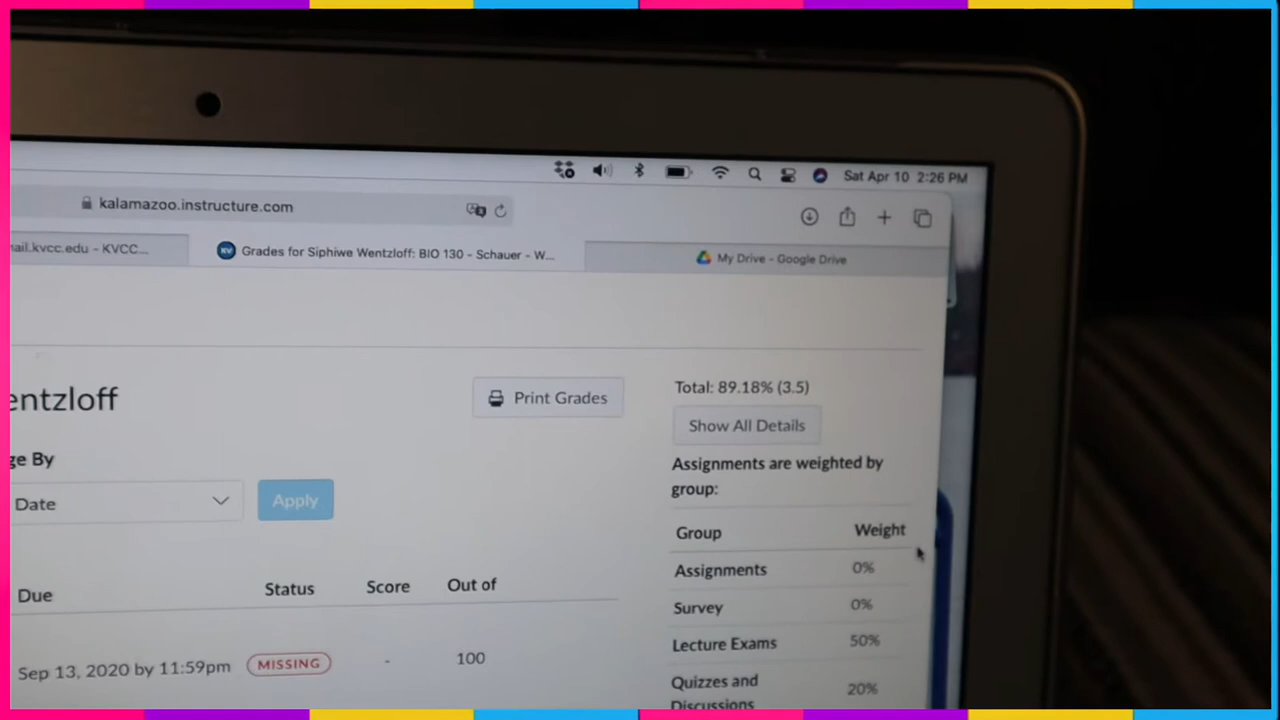 Sat Apr 10 2:26 PM
kalamazoo.instructure.com
ail.kvcc.edu - KVCC...
KV Grades for Siphiwe Wentzloff: BIO 130 - Schauer - W...
My Drive - Google Drive
entzloff
Print Grades
Total: 89.18% (3.5)
Show All Details
ge By
Assignments are weighted by
group:
Date
Apply
Group Weight
Assignments 0%
Due Status Score Out of
Survey 0%
Lecture Exams 50%
Sep 13, 2020 by 11:59pm MISSING - 100
Quizzes and
Discussions 20%